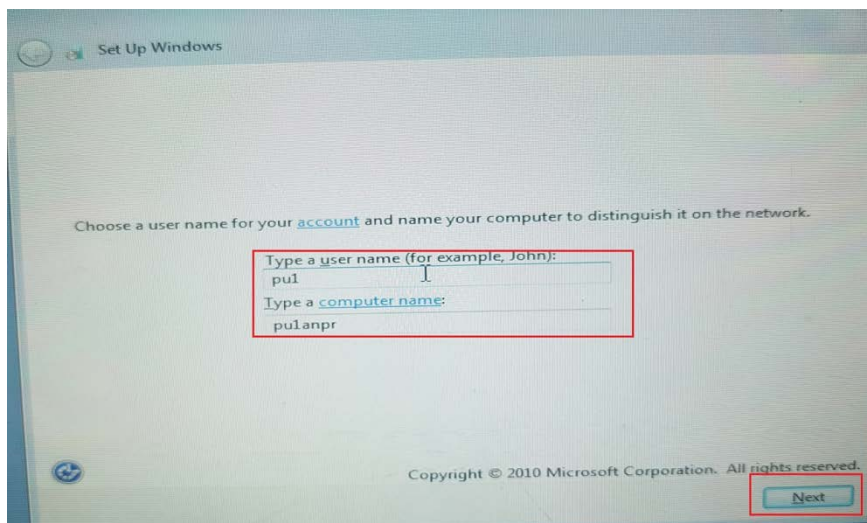 Set Up Windows
Choose a user name for your account and name your computer to distinguish it on the network.
Type a user name (for example, John):
pu1
Type a computer name:
pu1anpr
Copyright © 2010 Microsoft Corporation. All rights reserved.
Next